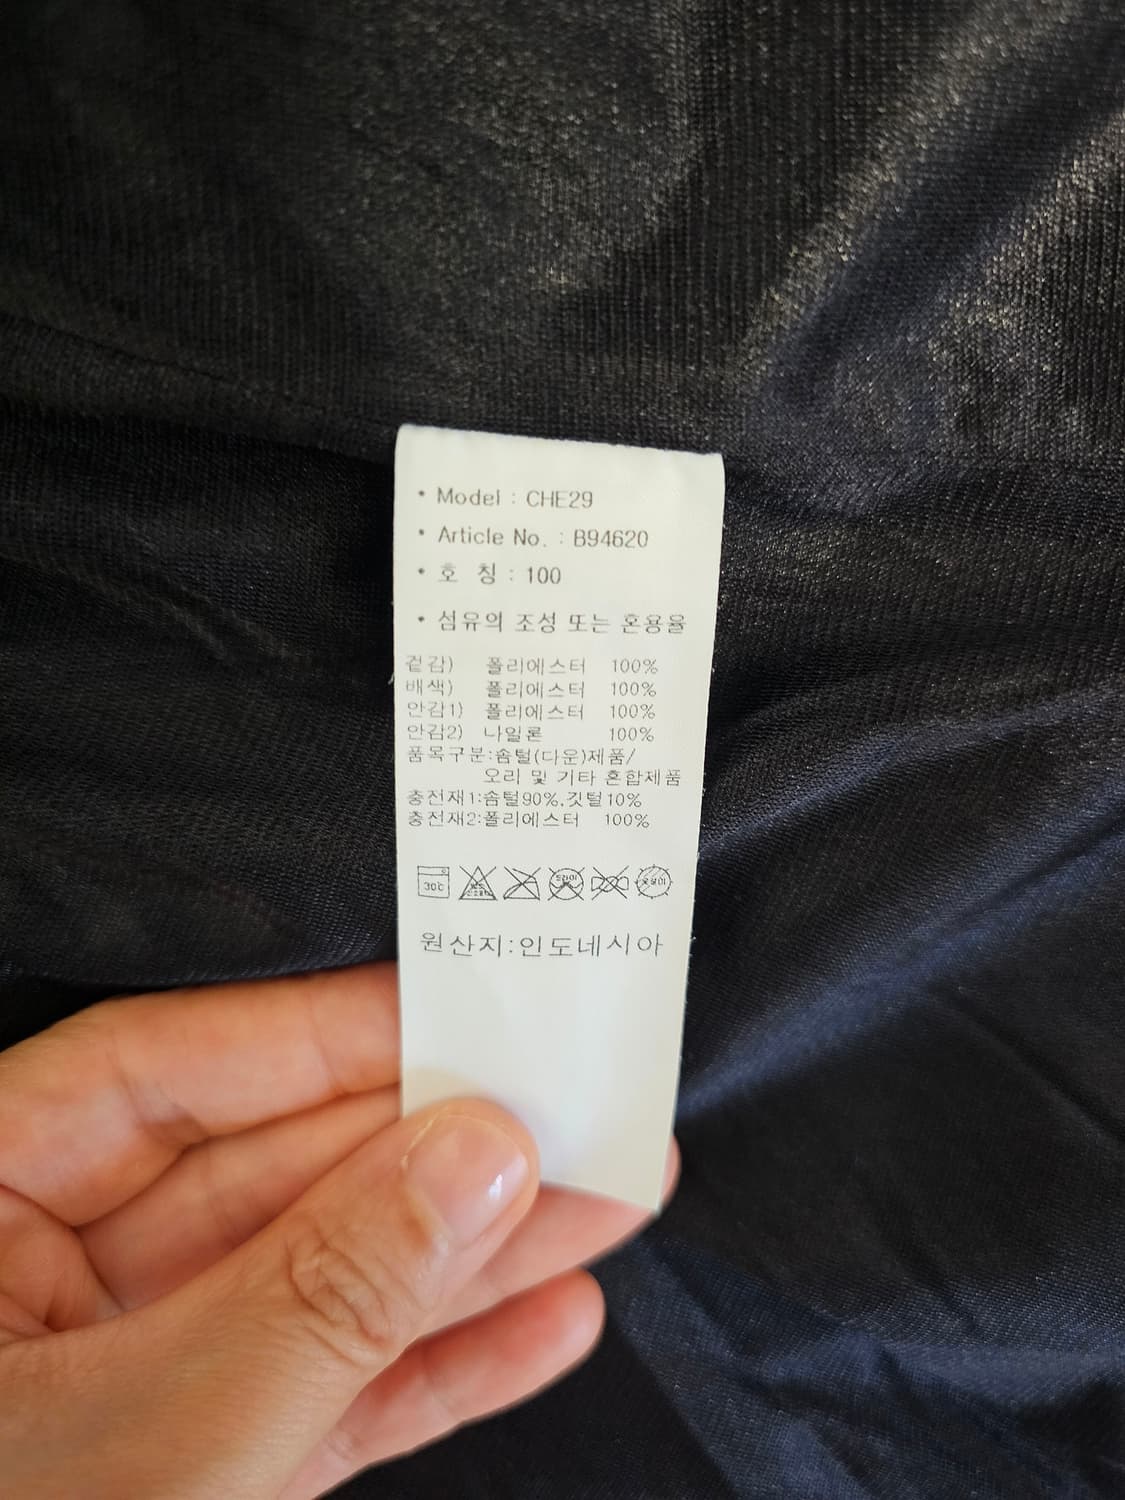 • Model : CHE29
• Article No. : B94620
• 호 칭 : 100
• 섬유의 조성 또는 혼용율
겉감) 폴리에스터 100%
배색) 폴리에스터 100%
안감1) 폴리에스터 100%
안감2) 나일론 100%
품목구분:솜털(다운)제품/
오리 및 기타 혼합제품
충전재1:솜털90%,깃털10%
충전재2:폴리에스터 100%
30℃
원산지:인도네시아